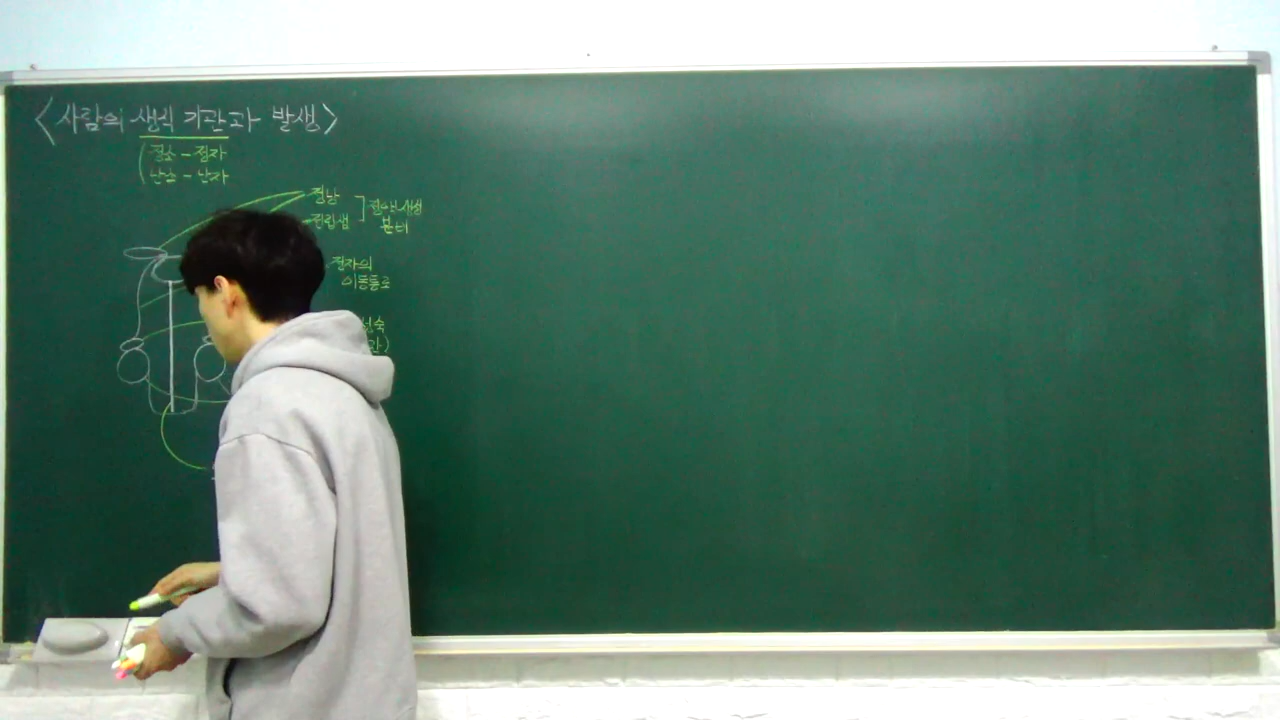 <사람의 생식 기관과 발생>
정소 - 정자
난소 - 난자
정낭
전립샘
정액 생성
분비
정자의
이동통로
성숙